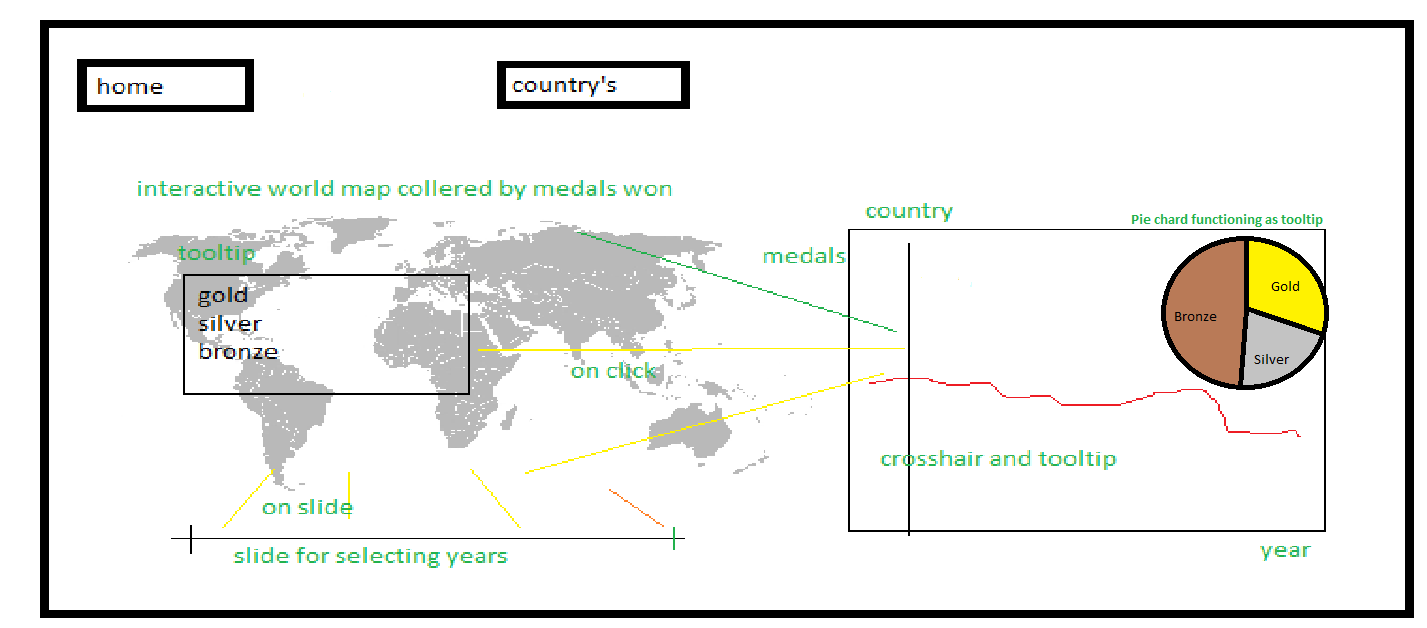 home
country's
interactive world map collered by medals won
country
Pie chard functioning as tooltip
tooltip
medals
gold
silver
bronze
Gold
Bronze
Silver
on click
crosshair and tooltip
on slide
slide for selecting years
year